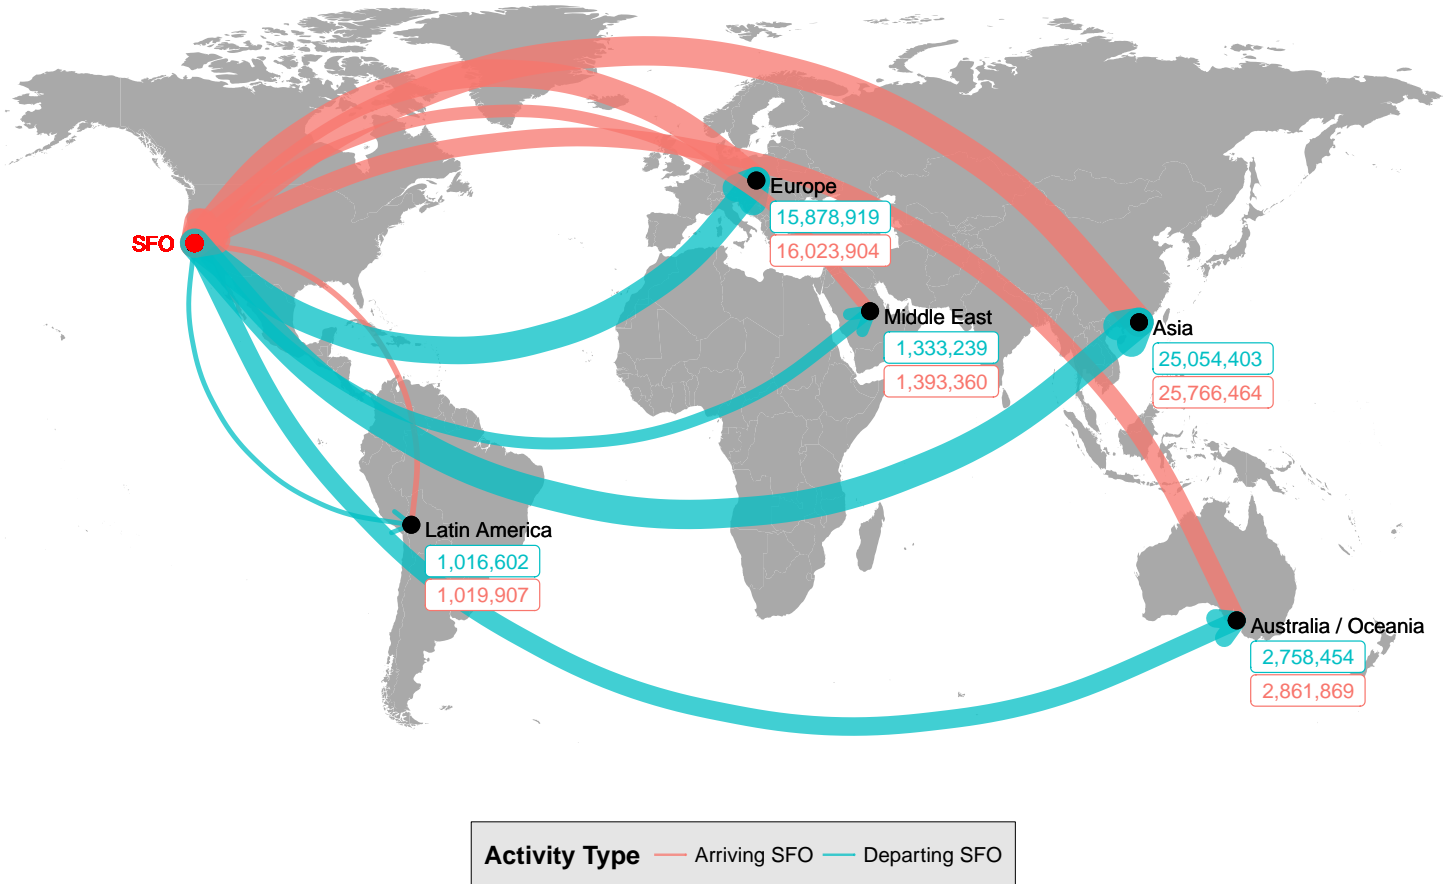 SFO
Europe
15,878,919
16,023,904
Middle East
1,333,239
1,393,360
Asia
25,054,403
25,766,464
Latin America
1,016,602
1,019,907
Australia / Oceania
2,758,454
2,861,869
Activity Type Arriving SFO Departing SFO